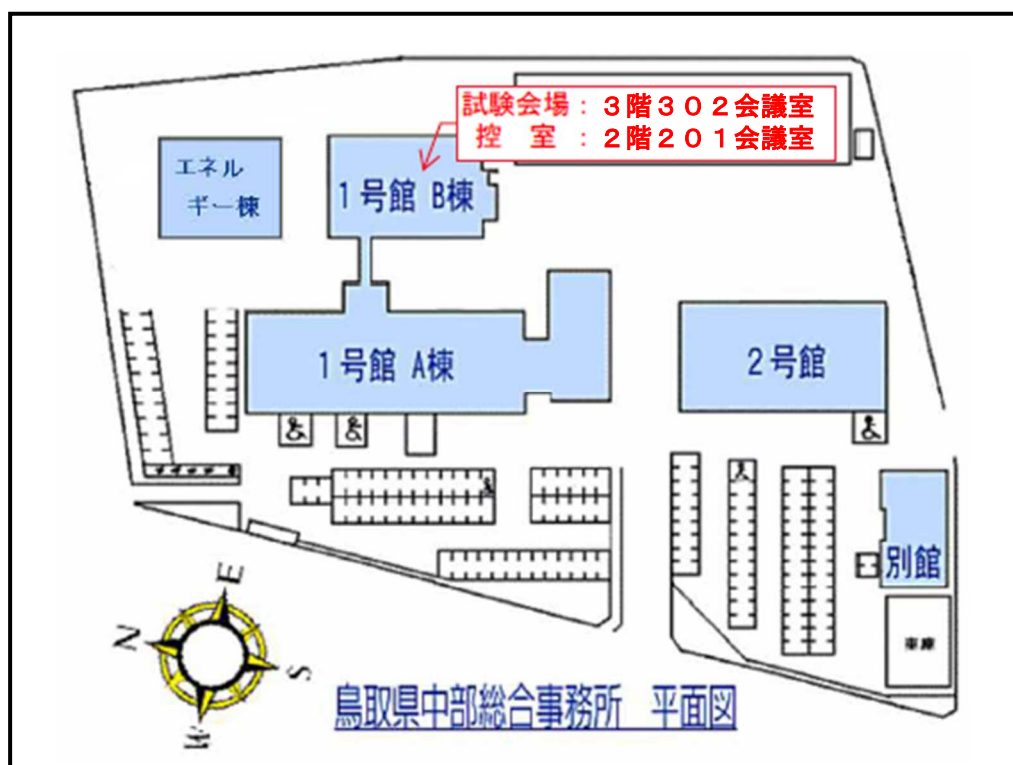 試験会場：３階３０２会議室
控　室　：２階２０１会議室
エネル
ギー棟
１号館 B棟
１号館 A棟
２号館
別館
車庫
E
N
S
W
鳥取県中部総合事務所　平面図